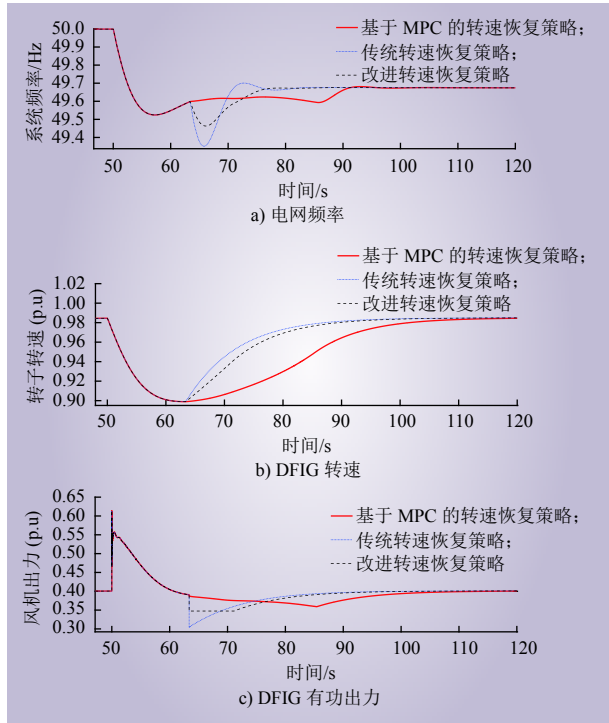 基于 MPC 的转速恢复策略；
传统转速恢复策略；
改进转速恢复策略
系统频率/Hz
50.0
49.8
49.6
49.4
50 60 70 80 90 100 110 120
时间/s
a) 电网频率
基于 MPC 的转速恢复策略；
传统转速恢复策略；
改进转速恢复策略
转子转速 (p.u)
1.02
1.00
0.98
0.96
0.94
0.92
0.90
50 60 70 80 90 100 110 120
时间/s
b) DFIG 转速
基于 MPC 的转速恢复策略；
传统转速恢复策略；
改进转速恢复策略
风机出力 (p.u)
0.65
0.60
0.55
0.50
0.45
0.40
0.35
0.30
50 60 70 80 90 100 110 120
时间/s
c) DFIG 有功出力